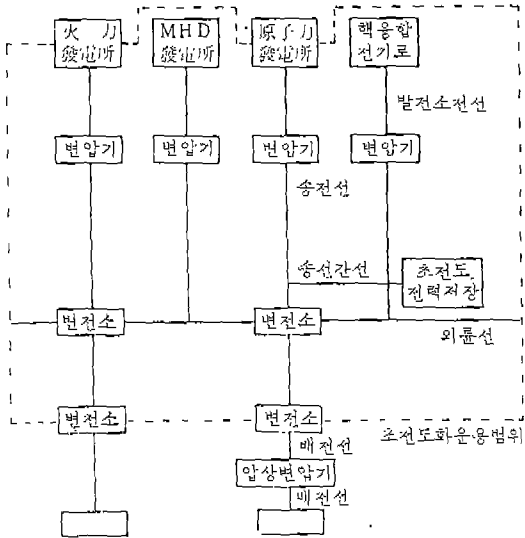 火力
發電所
MHD
發電所
原子力
發電所
핵융합
전기로
발전소전선
변압기
변압기
변압기
변압기
송전선
송선간선
초전도
전력저장
변전소
변전소
외륜선
변전소
변전소
초전도화운용범위
배전선
압상변압기
배전선